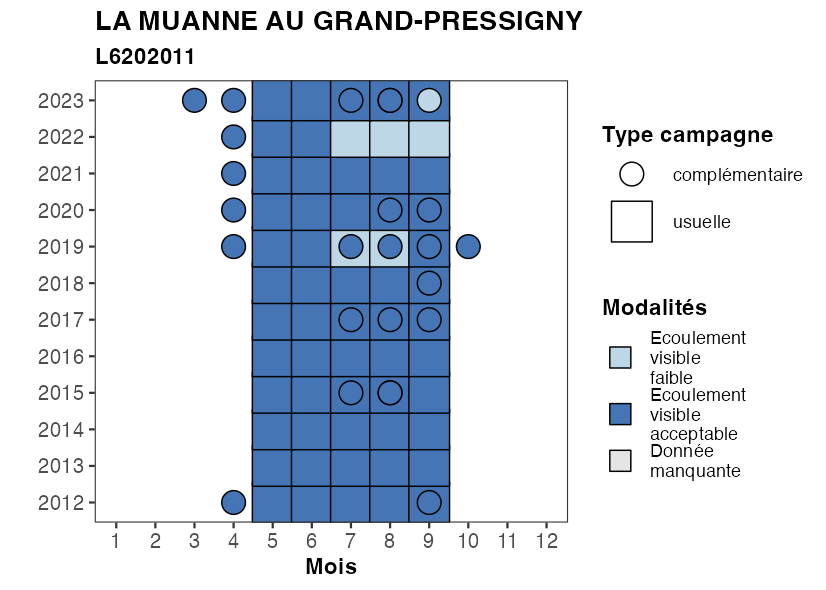 LA MUANNE AU GRAND-PRESSIGNY
L6202011
2023
2022
2021
2020
2019
2018
2017
2016
2015
2014
2013
2012
1 2 3 4 5 6 7 8 9 10 11 12
Mois
Type campagne
complémentaire
usuelle
Modalités
Ecoulement
visible
faible
Ecoulement
visible
acceptable
Donnée
manquante